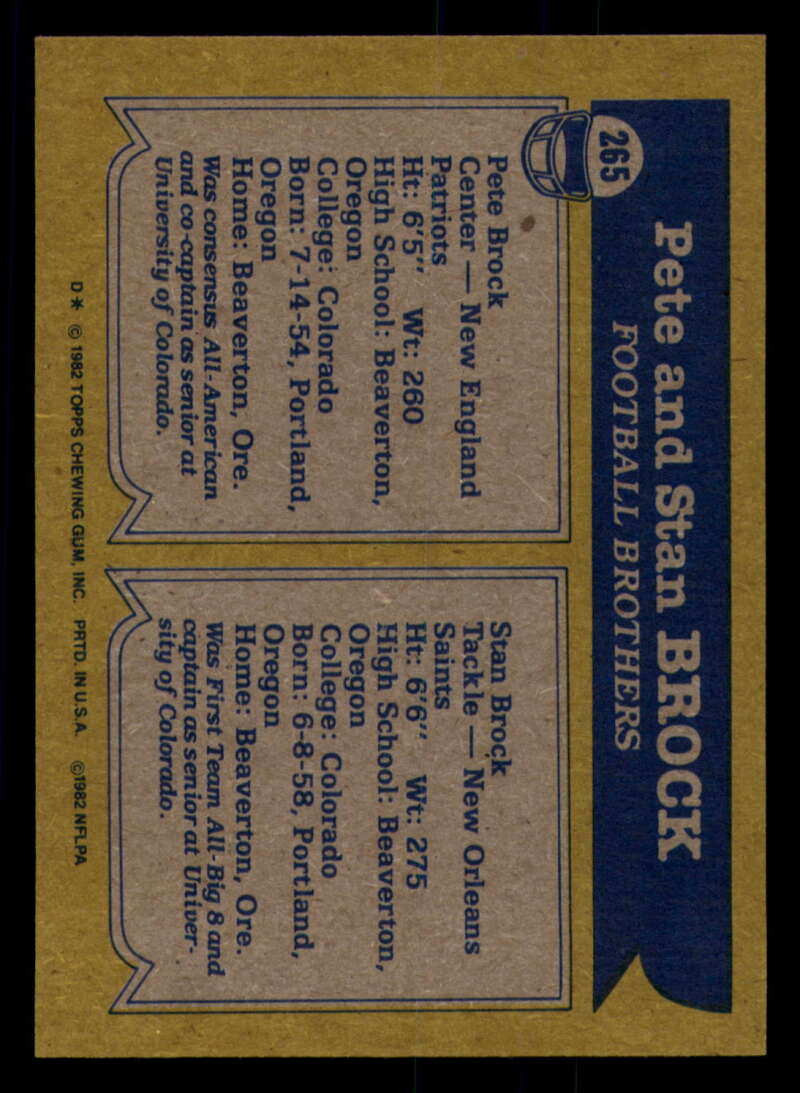 265
Pete and Stan BROCK
FOOTBALL BROTHERS
Pete Brock
Center — New England
Patriots
Ht: 6'5" Wt: 260
High School: Beaverton,
Oregon
College: Colorado
Born: 7-14-54, Portland,
Oregon
Home: Beaverton, Ore.
Was consensus All-American
and co-captain as senior at
University of Colorado.
Stan Brock
Tackle — New Orleans
Saints
Ht: 6'6" Wt: 275
High School: Beaverton,
Oregon
College: Colorado
Born: 6-8-58, Portland,
Oregon
Home: Beaverton, Ore.
Was First Team All-Big 8 and
captain as senior at Univer-
sity of Colorado.
D* © 1982 TOPPS CHEWING GUM, INC. PRTD. IN U.S.A. ©1982 NFLPA